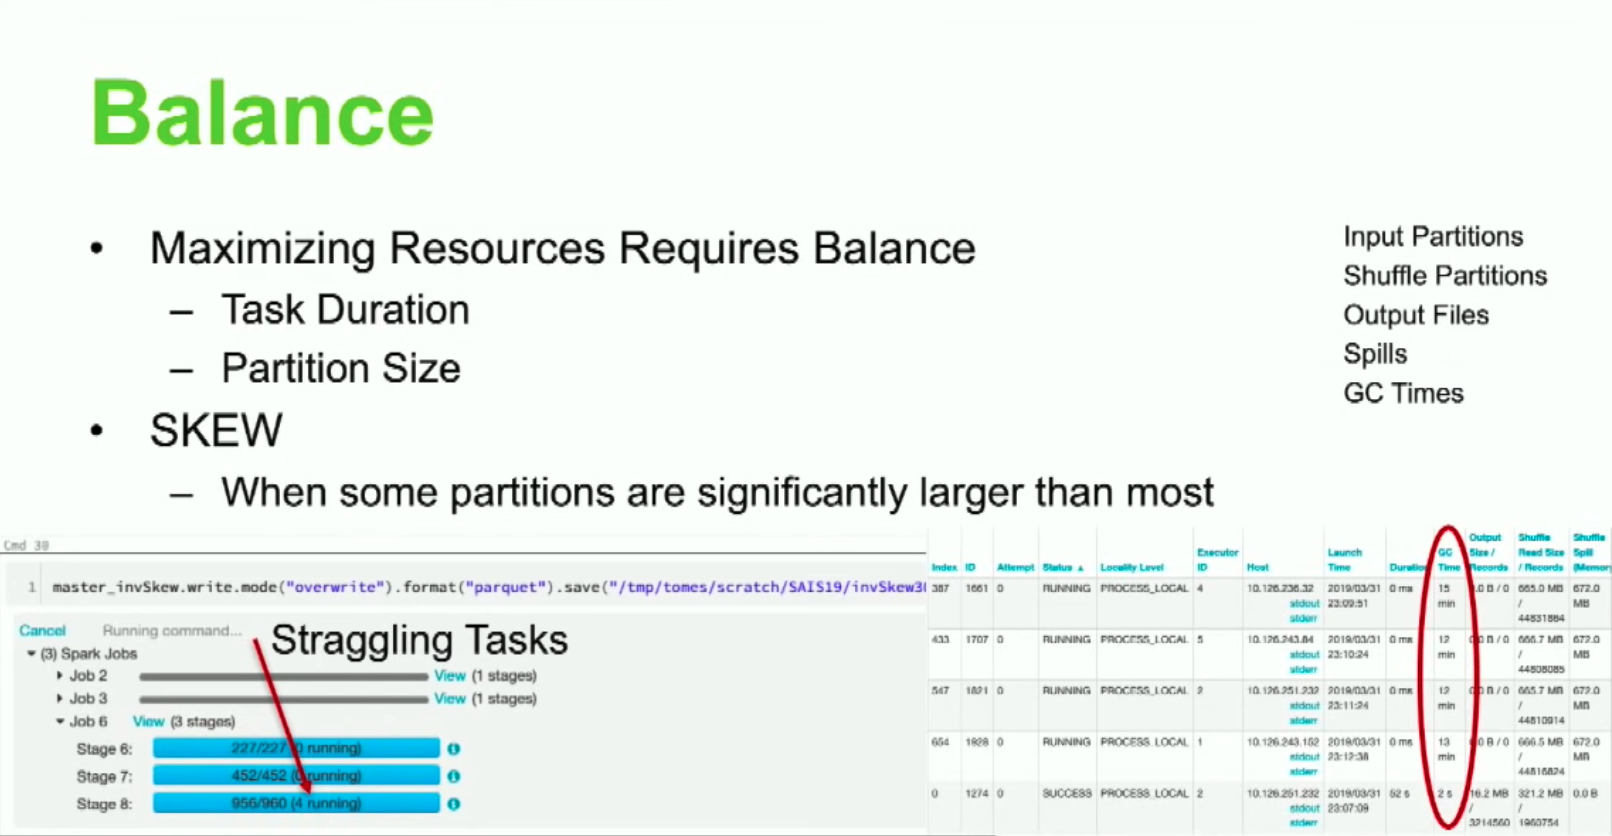 Balance
• Maximizing Resources Requires Balance
– Task Duration
– Partition Size
• SKEW
– When some partitions are significantly larger than most
Input Partitions
Shuffle Partitions
Output Files
Spills
GC Times
Cmd 30
1 master_invSkew.write.mode("overwrite").format("parquet").save("/tmp/tomes/scratch/SAIS19/invSkew30
Cancel Running command...
Straggling Tasks
(3) Spark Jobs
Job 2 View (1 stages)
Job 3 View (1 stages)
Job 6 View (3 stages)
Stage 6: 227/227 (0 running)
Stage 7: 452/452 (0 running)
Stage 8: 956/960 (4 running)
Index ID Attempt Status ▲ Locality Level Executor ID Host Launch Time Duration GC Time Output Size / Records Shuffle Read Size / Records Shuffle Spill (Memory
387 1661 0 RUNNING PROCESS_LOCAL 4 10.126.236.32 stdout stderr 2019/03/31 23:09:51 0 ms 15 min 0.0 B / 0 665.0 MB / 44831864 672.0 MB
433 1707 0 RUNNING PROCESS_LOCAL 5 10.126.243.84 stdout stderr 2019/03/31 23:10:24 0 ms 12 min 0.0 B / 0 666.7 MB / 44808085 672.0 MB
547 1821 0 RUNNING PROCESS_LOCAL 2 10.126.251.232 stdout stderr 2019/03/31 23:11:24 0 ms 12 min 0.0 B / 0 665.7 MB / 44810914 672.0 MB
654 1928 0 RUNNING PROCESS_LOCAL 1 10.126.243.152 stdout stderr 2019/03/31 23:12:38 0 ms 13 min 0.0 B / 0 666.5 MB / 44816824 672.0 MB
0 1274 0 SUCCESS PROCESS_LOCAL 2 10.126.251.232 stdout stderr 2019/03/31 23:07:09 52 s 2 s 16.2 MB / 3214560 321.2 MB / 1960754 0.0 B